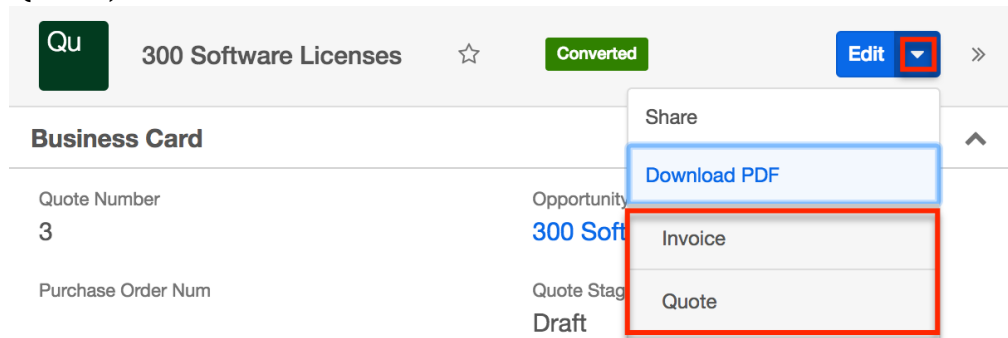 Qu
300 Software Licenses
Converted
Edit
Share
Business Card
Download PDF
Quote Number
Opportunity
3
300 Soft
Invoice
Purchase Order Num
Quote Stag
Quote
Draft